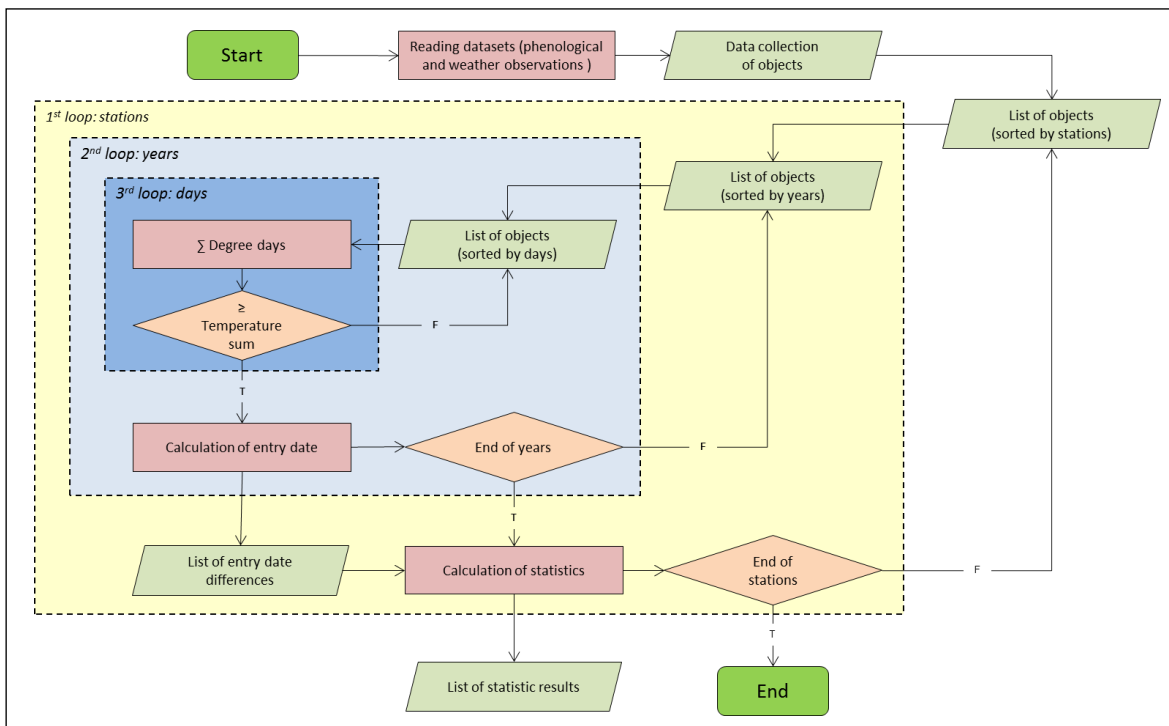 Start
Reading datasets (phenological
and weather observations )
Data collection
of objects
List of objects
(sorted by stations)
1st loop: stations
2nd loop: years
3rd loop: days
List of objects
(sorted by years)
List of objects
(sorted by days)
∑ Degree days
≥
Temperature
sum
F
T
Calculation of entry date
End of years
F
T
List of entry date
differences
Calculation of statistics
End of
stations
F
T
List of statistic results
End